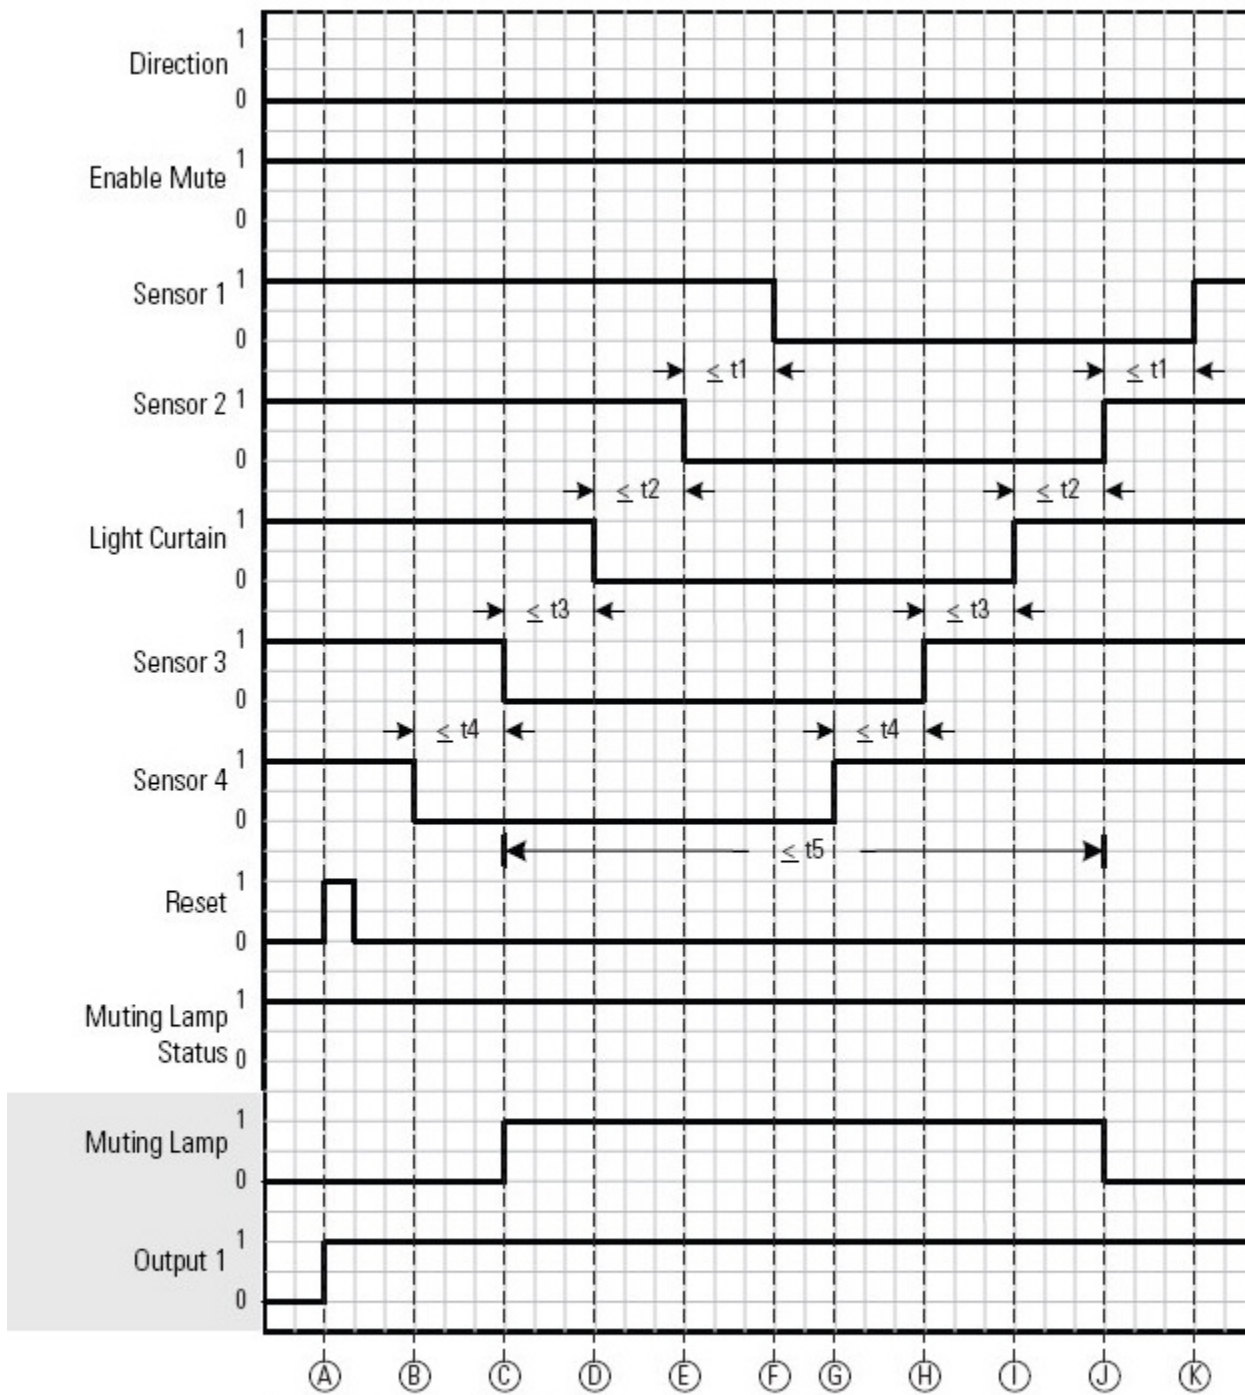 1
Direction
0
1
Enable Mute
0
1
Sensor 1
0
≤ t1 ≤ t1
Sensor 2 1
0
≤ t2 ≤ t2
1
Light Curtain
0
≤ t3 ≤ t3
1
Sensor 3
0
≤ t4 ≤ t4
1
Sensor 4
0
≤ t5
1
Reset
0
1
Muting Lamp
Status 0
1
Muting Lamp
0
1
Output 1
0
A B C D E F G H I J K